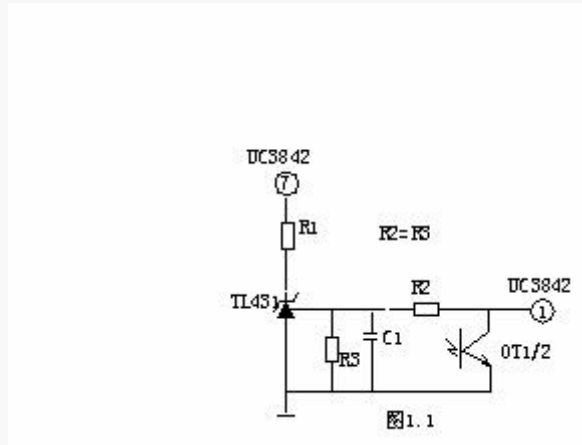 UC3842
7
R1
R2=R3
R2
UC3842
TL431
1
C1
R3
OT1/2
图1.1